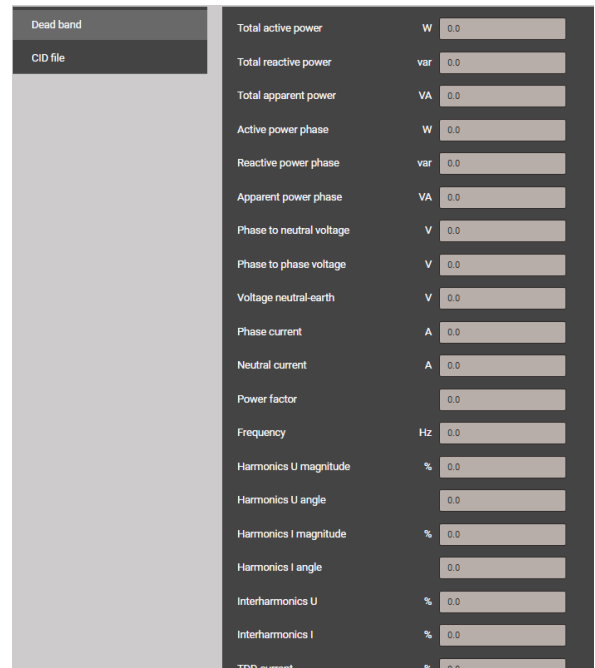 Dead band
CID file
Total active power W 0.0
Total reactive power var 0.0
Total apparent power VA 0.0
Active power phase W 0.0
Reactive power phase var 0.0
Apparent power phase VA 0.0
Phase to neutral voltage V 0.0
Phase to phase voltage V 0.0
Voltage neutral-earth V 0.0
Phase current A 0.0
Neutral current A 0.0
Power factor 0.0
Frequency Hz 0.0
Harmonics U magnitude % 0.0
Harmonics U angle 0.0
Harmonics I magnitude % 0.0
Harmonics I angle 0.0
Interharmonics U % 0.0
Interharmonics I % 0.0
TDD current % 0.0